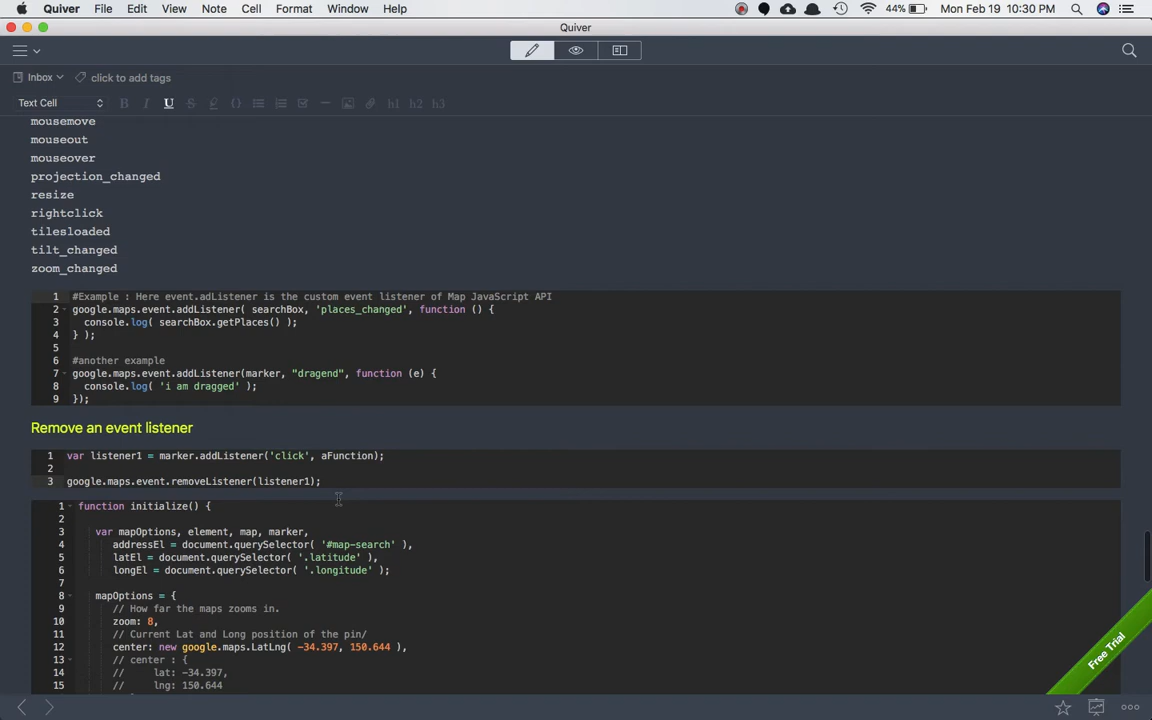 Quiver File Edit View Note Cell Format Window Help 44% Mon Feb 19 10:30 PM
Quiver
Inbox click to add tags
Text Cell B I U S h1 h2 h3
mousemove
mouseout
mouseover
projection_changed
resize
rightclick
tilesloaded
tilt_changed
zoom_changed
1 #Example : Here event.adListener is the custom event listener of Map JavaScript API
2 google.maps.event.addListener( searchBox, 'places_changed', function () {
3 console.log( searchBox.getPlaces() );
4 } );
5
6 #another example
7 google.maps.event.addListener(marker, "dragend", function (e) {
8 console.log( 'i am dragged' );
9 });
Remove an event listener
1 var listener1 = marker.addListener('click', aFunction);
2
3 google.maps.event.removeListener(listener1);
1 function initialize() {
2
3 var mapOptions, element, map, marker,
4 addressEl = document.querySelector( '#map-search' ),
5 latEl = document.querySelector( '.latitude' ),
6 longEl = document.querySelector( '.longitude' );
7
8 mapOptions = {
9 // How far the maps zooms in.
10 zoom: 8,
11 // Current Lat and Long position of the pin/
12 center: new google.maps.LatLng( -34.397, 150.644 ),
13 // center : {
14 // lat: -34.397,
15 // lng: 150.644
Free Trial